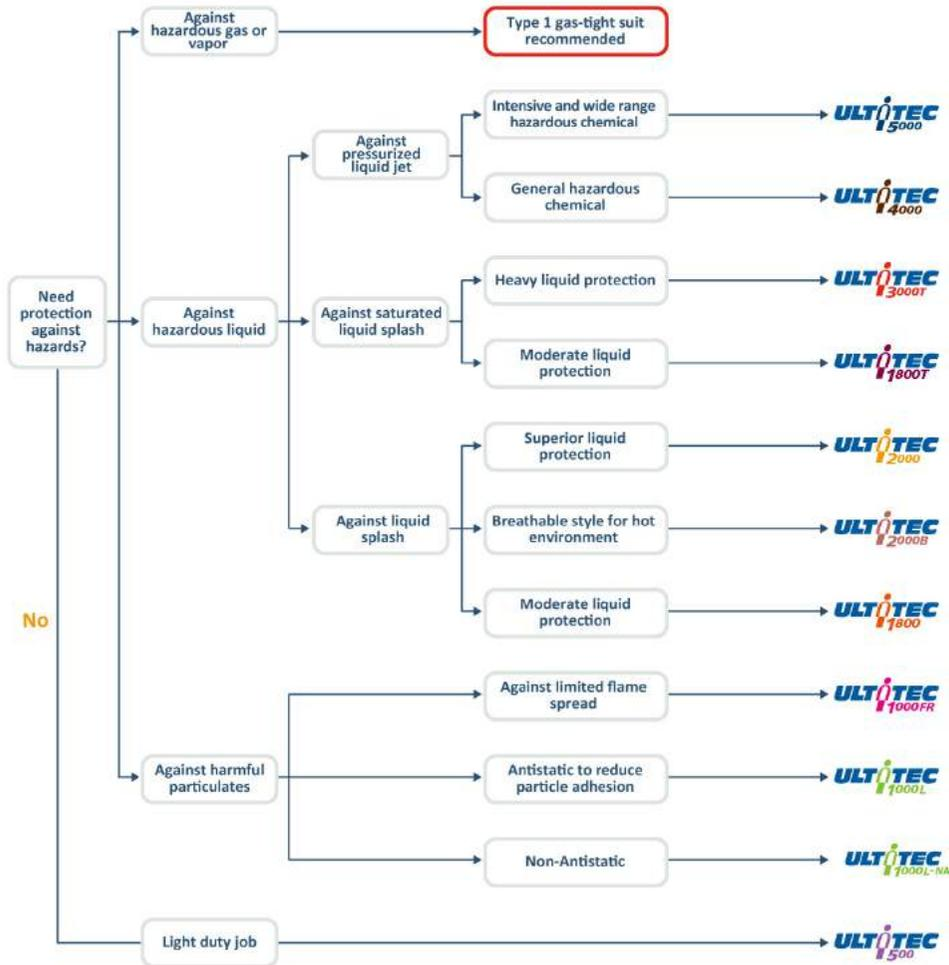 Against
hazardous gas or
vapor
Type 1 gas-tight suit
recommended
Intensive and wide range
hazardous chemical
ULTITEC
5000
Against
pressurized
liquid jet
General hazardous
chemical
ULTITEC
4000
Need
protection
against
hazards?
Against
hazardous liquid
Against saturated
liquid splash
Heavy liquid protection
ULTITEC
3000T
Moderate liquid
protection
ULTITEC
1800T
Superior liquid
protection
ULTITEC
2000
Against liquid
splash
Breathable style for hot
environment
ULTITEC
2000B
Moderate liquid
protection
ULTITEC
1800
No
Against limited flame
spread
ULTITEC
1000FR
Against harmful
particulates
Antistatic to reduce
particle adhesion
ULTITEC
1000L
Non-Antistatic
ULTITEC
1000L-NA
Light duty job
ULTITEC
500